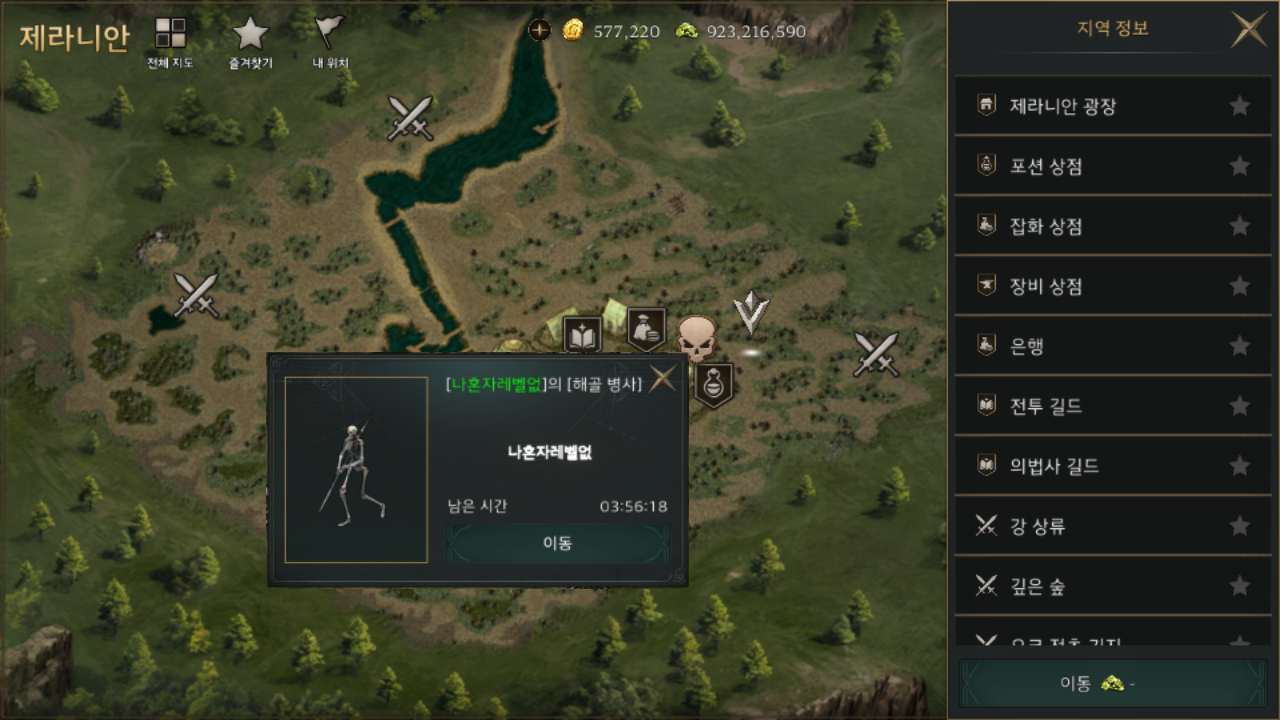 제라니안
전체 지도
즐겨찾기
내 위치
577,220
923,216,590
지역 정보
제라니안 광장
포션 상점
잡화 상점
장비 상점
은행
전투 길드
의법사 길드
강 상류
깊은 숲
이동 -
[나혼자레벨없]의 [해골 병사]
나혼자레벨없
남은 시간 03:56:18
이동